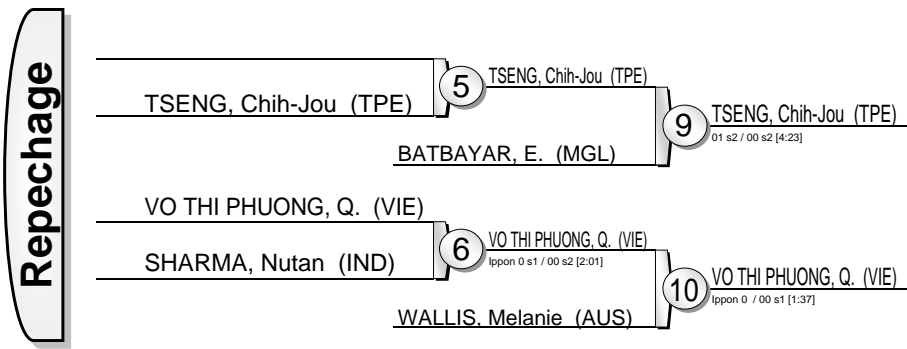 Repechage
TSENG, Chih-Jou (TPE)
5
TSENG, Chih-Jou (TPE)
BATBAYAR, E. (MGL)
9
TSENG, Chih-Jou (TPE)
01 s2 / 00 s2 [4:23]
VO THI PHUONG, Q. (VIE)
SHARMA, Nutan (IND)
6
VO THI PHUONG, Q. (VIE)
Ippon 0 s1 / 00 s2 [2:01]
WALLIS, Melanie (AUS)
10
VO THI PHUONG, Q. (VIE)
Ippon 0 / 00 s1 [1:37]